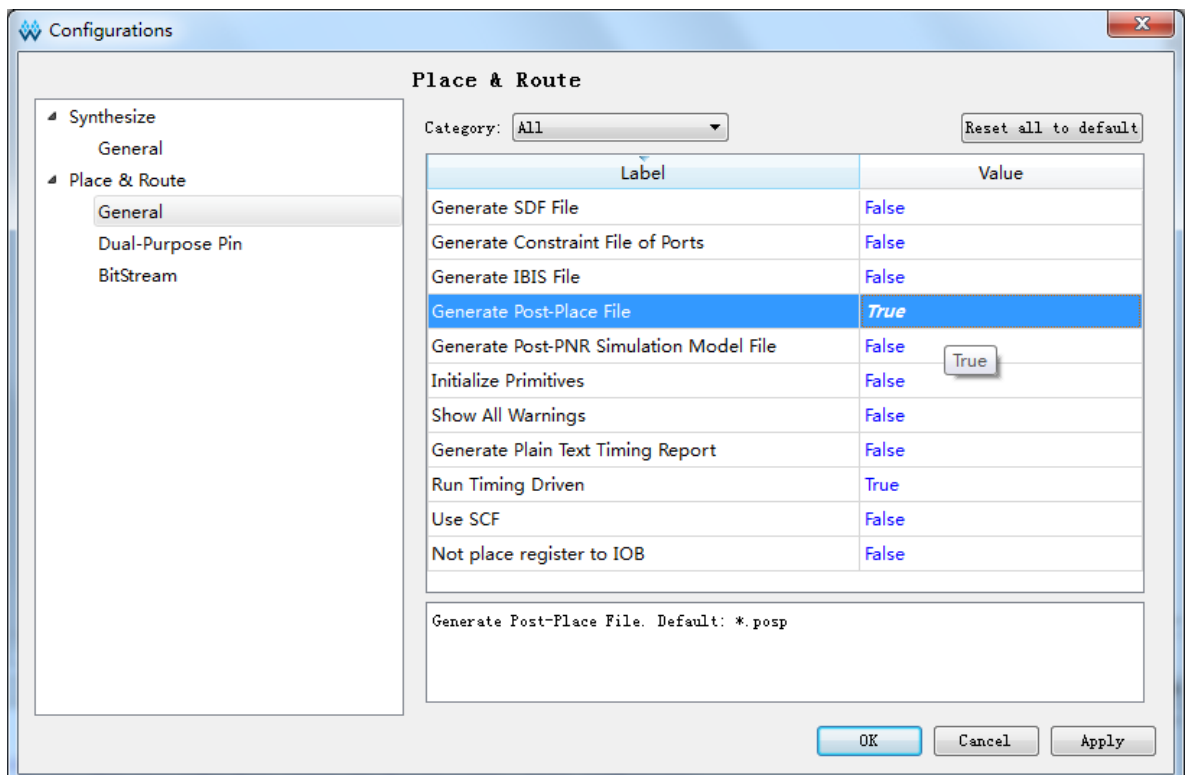 Configurations
Place & Route
Synthesize
General
Place & Route
General
Dual-Purpose Pin
BitStream
Category: All
Reset all to default
Label Value
Generate SDF File False
Generate Constraint File of Ports False
Generate IBIS File False
Generate Post-Place File True
Generate Post-PNR Simulation Model File False
True
Initialize Primitives False
Show All Warnings False
Generate Plain Text Timing Report False
Run Timing Driven True
Use SCF False
Not place register to IOB False
Generate Post-Place File. Default: *.posp
OK Cancel Apply